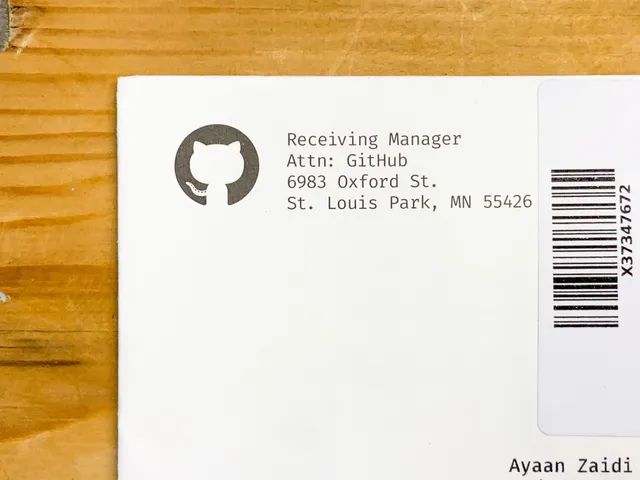 Receiving Manager
Attn: GitHub
6983 Oxford St.
St. Louis Park, MN 55426
X37347672
Ayaan Zaidi